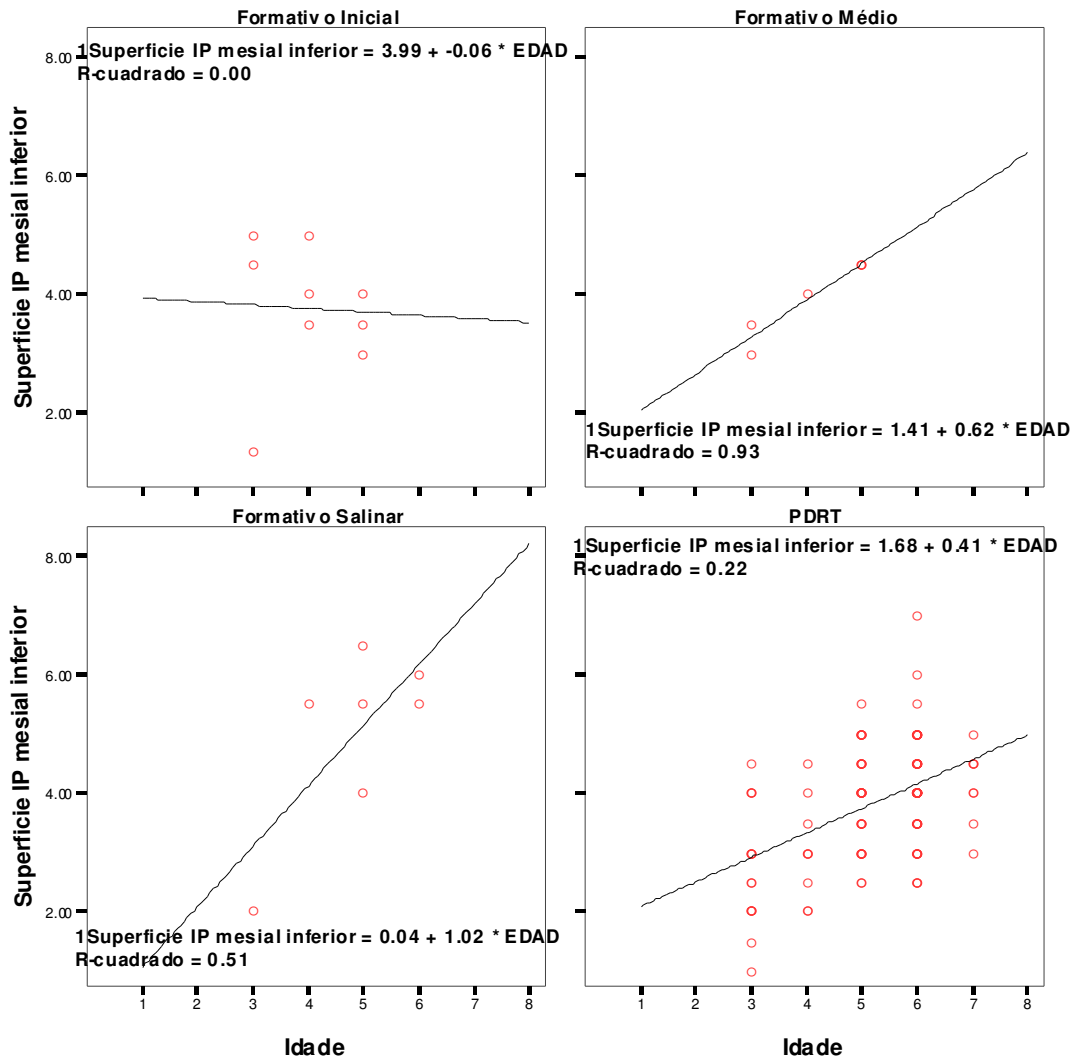 Formativo Inicial
1Superficie IP mesial inferior = 3.99 + -0.06 * EDAD
R-cuadrado = 0.00
8.00
6.00
4.00
2.00
Superficie IP mesial inferior
Formativo Médio
1Superficie IP mesial inferior = 1.41 + 0.62 * EDAD
R-cuadrado = 0.93
Formativo Salinar
8.00
6.00
4.00
2.00
Superficie IP mesial inferior
1Superficie IP mesial inferior = 0.04 + 1.02 * EDAD
R-cuadrado = 0.51
1 2 3 4 5 6 7 8
Idade
PDRT
1Superficie IP mesial inferior = 1.68 + 0.41 * EDAD
R-cuadrado = 0.22
1 2 3 4 5 6 7 8
Idade